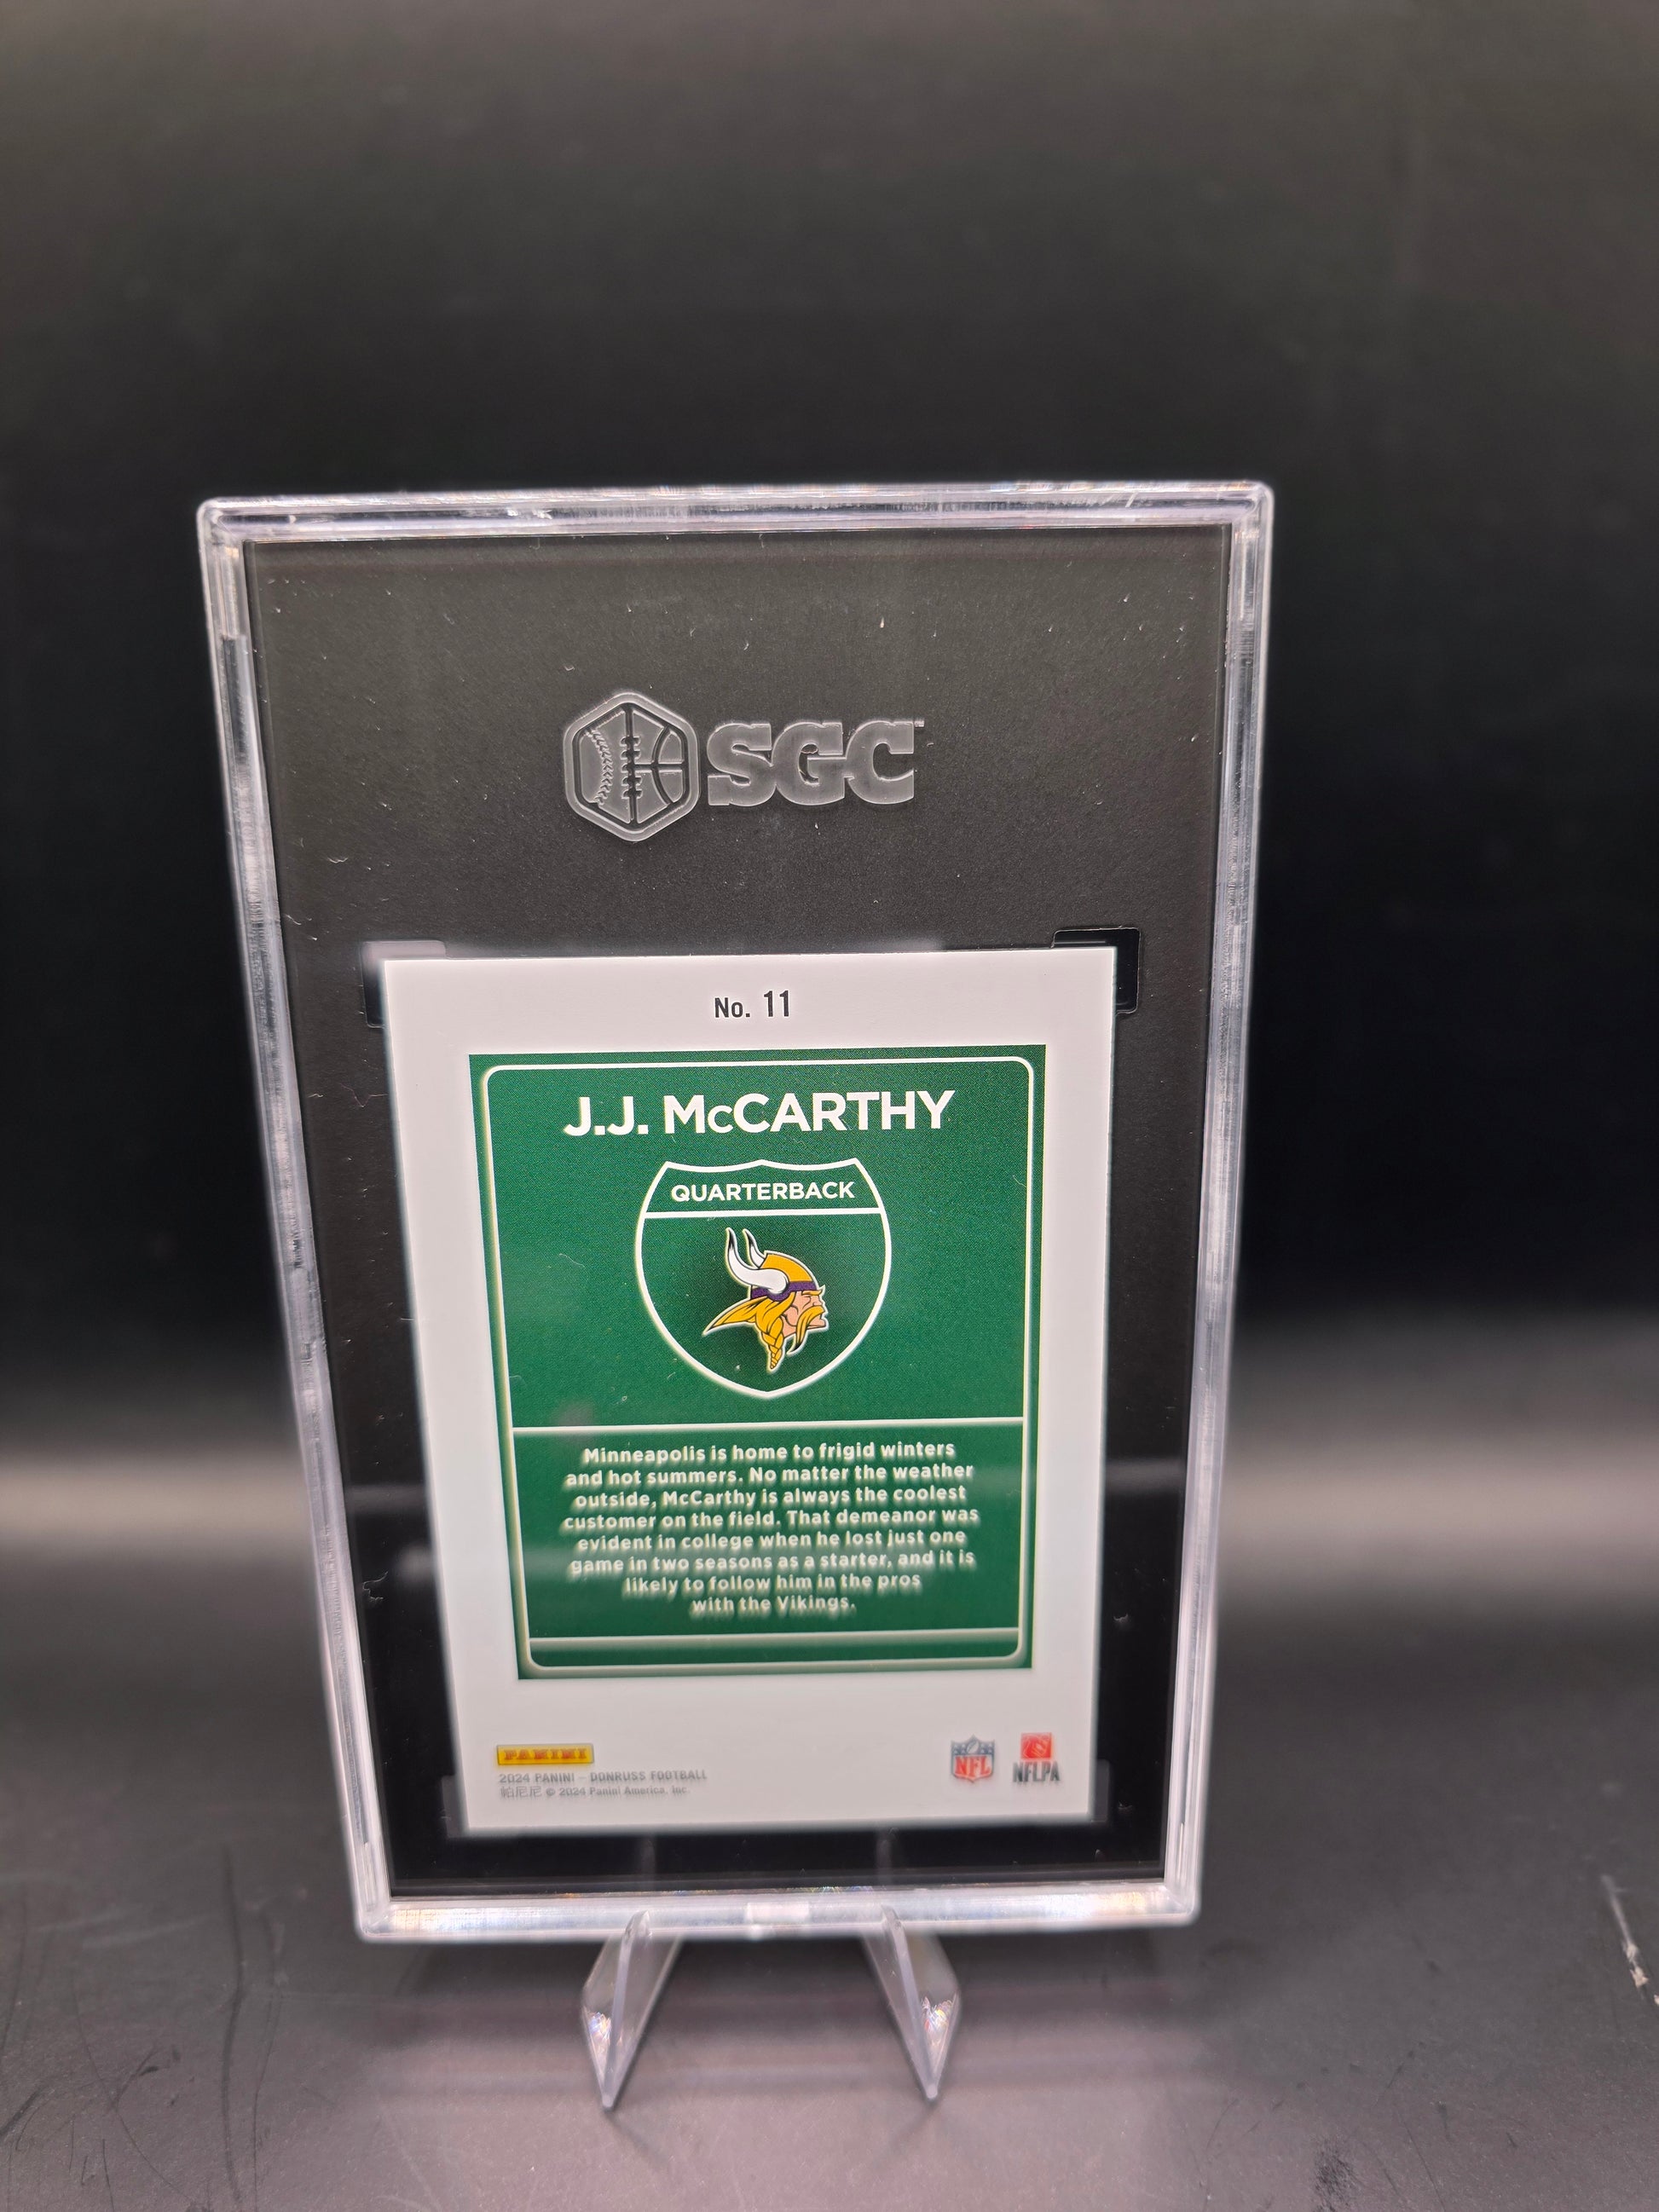 SGC™
No. 11
J.J. McCARTHY
QUARTERBACK
Minneapolis is home to frigid winters
and hot summers. No matter the weather
outside, McCarthy is always the coolest
customer on the field. That demeanor was
evident in college when he lost just one
game in two seasons as a starter, and it is
likely to follow him in the pros
with the Vikings.
PANINI
2024 PANINI - DONRUSS FOOTBALL
帕尼尼 © 2024 Panini America, Inc.
NFL
NFLPA